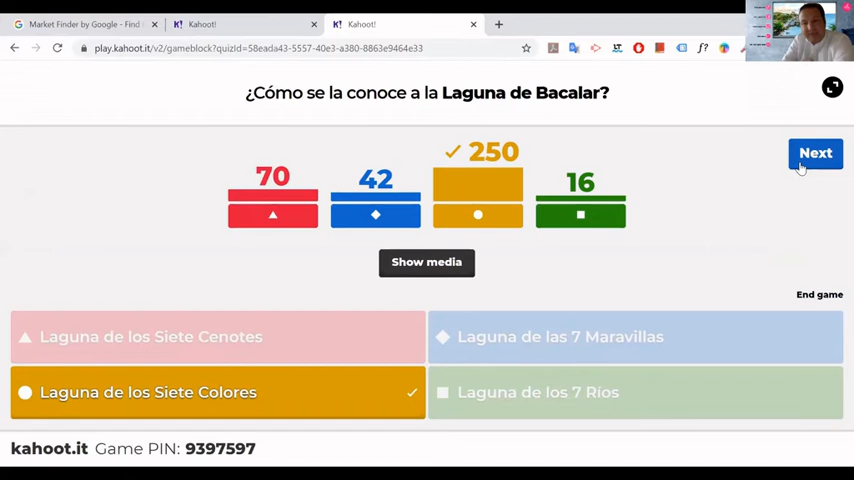 Market Finder by Google - Find
Kahoot!
Kahoot!
play.kahoot.it/v2/gameblock?quizId=58eada43-5557-40e3-a380-8863e9464e33
¿Cómo se la conoce a la Laguna de Bacalar?
Next
70
42
250
16
Show media
End game
Laguna de los Siete Cenotes
Laguna de las 7 Maravillas
Laguna de los Siete Colores
Laguna de los 7 Ríos
kahoot.it Game PIN: 9397597